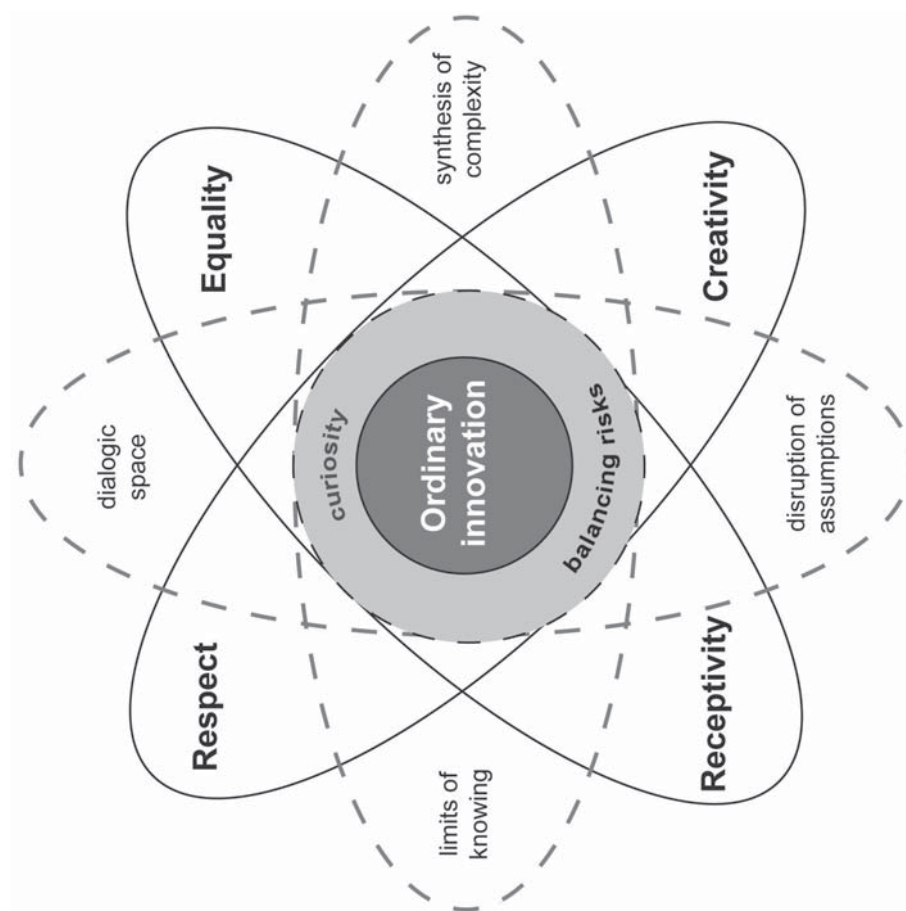 limits of
knowing
Receptivity
Respect
disruption of
assumptions
balancing risks
Ordinary
innovation
curiosity
dialogic
space
Creativity
Equality
synthesis of
complexity